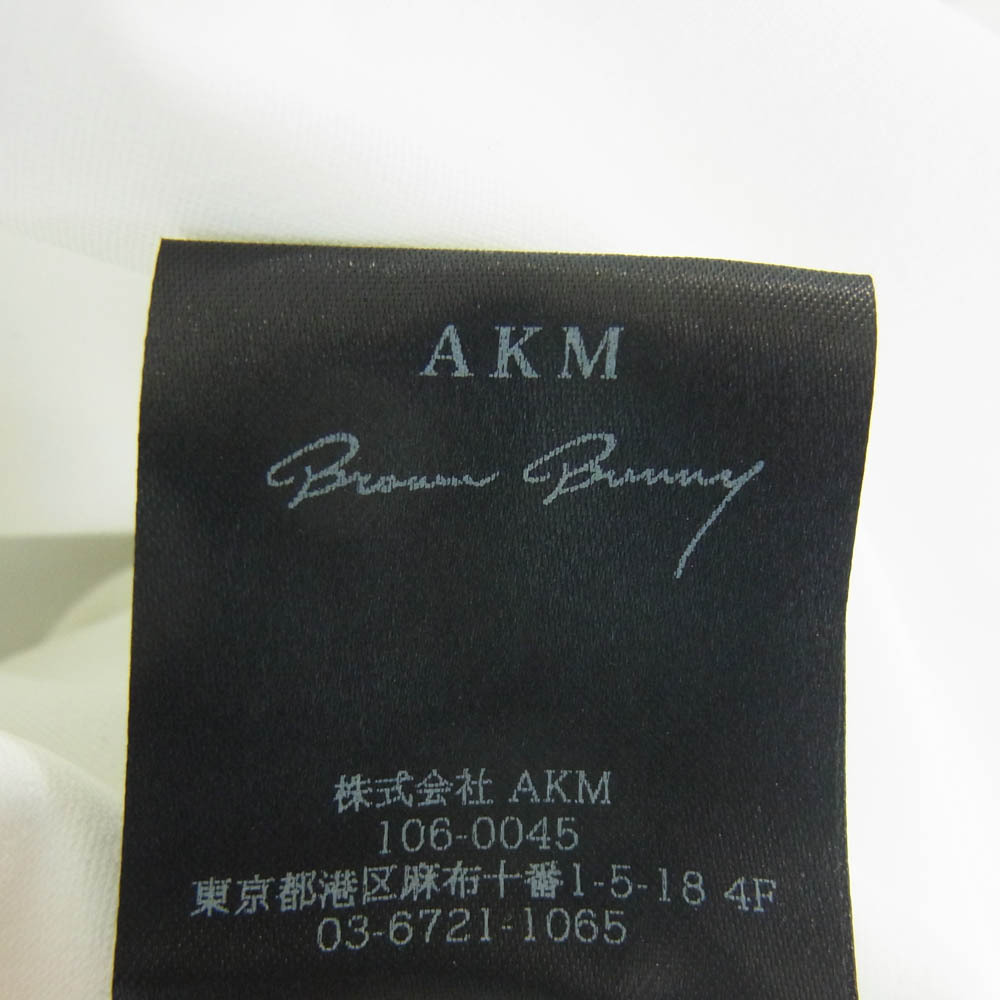 AKM
Brown Bunny
株式会社 AKM
106-0045
東京都港区麻布十番1-5-18 4F
03-6721-1065